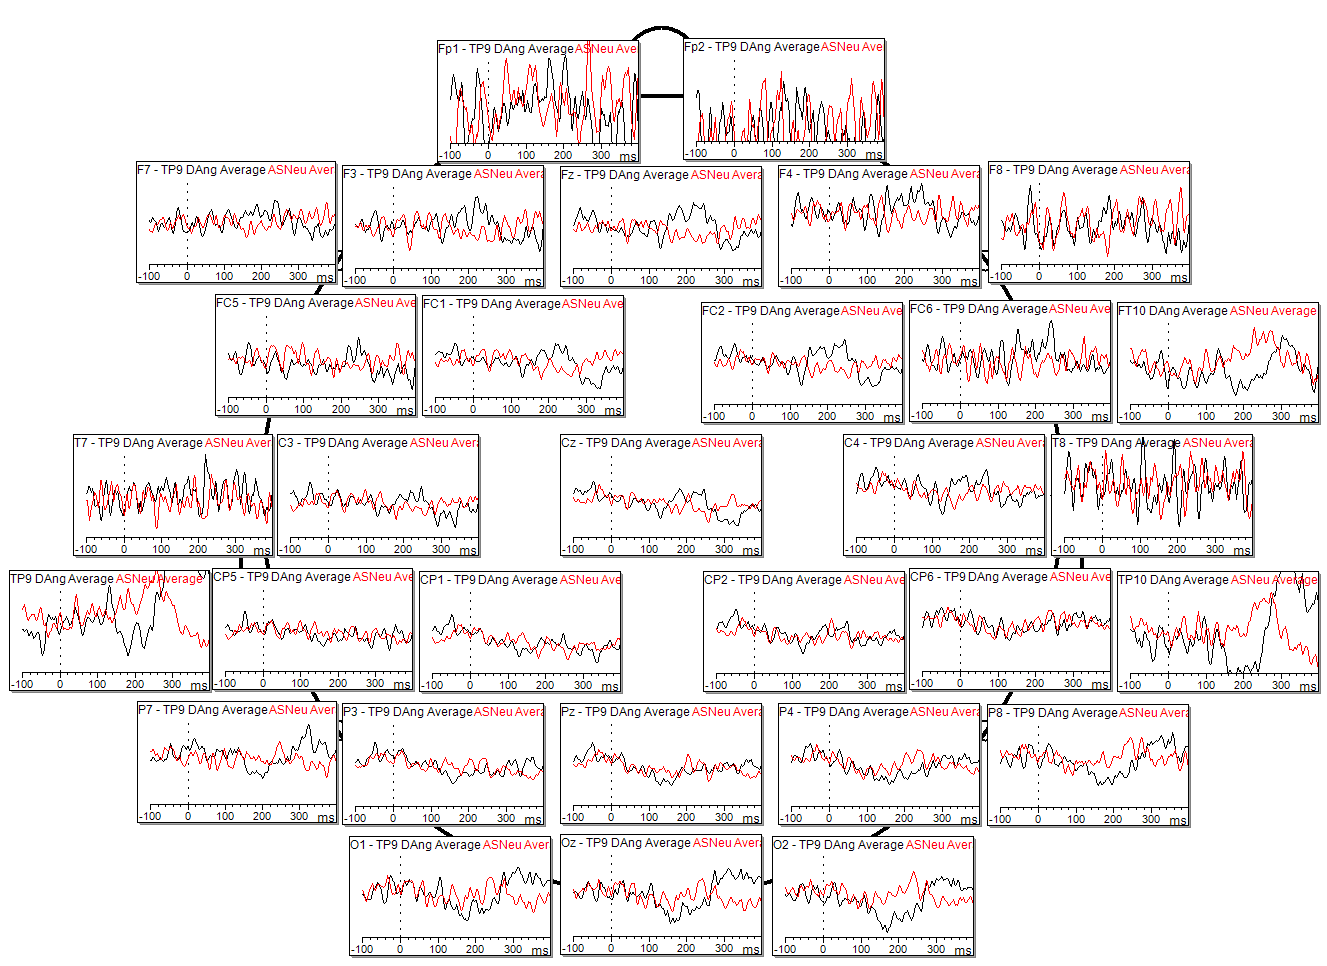 Fp1 - TP9 DAng Average ASNeu Ave
-100 0 100 200 300 ms
Fp2 - TP9 DAng Average ASNeu Ave
-100 0 100 200 300 ms
F7 - TP9 DAng Average ASNeu Aver
-100 0 100 200 300 ms
F3 - TP9 DAng Average ASNeu Avera
-100 0 100 200 300 ms
Fz - TP9 DAng Average ASNeu Avera
-100 0 100 200 300 ms
F4 - TP9 DAng Average ASNeu Avera
-100 0 100 200 300 ms
F8 - TP9 DAng Average ASNeu Avera
-100 0 100 200 300 ms
FC5 - TP9 DAng Average ASNeu Ave
-100 0 100 200 300 ms
FC1 - TP9 DAng Average ASNeu Ave
-100 0 100 200 300 ms
FC2 - TP9 DAng Average ASNeu Ave
-100 0 100 200 300 ms
FC6 - TP9 DAng Average ASNeu Ave
-100 0 100 200 300 ms
FT10 DAng Average ASNeu Average
-100 0 100 200 300 ms
T7 - TP9 DAng Average ASNeu Aver
-100 0 100 200 300 ms
C3 - TP9 DAng Average ASNeu Avera
-100 0 100 200 300 ms
Cz - TP9 DAng Average ASNeu Avera
-100 0 100 200 300 ms
C4 - TP9 DAng Average ASNeu Avera
-100 0 100 200 300 ms
T8 - TP9 DAng Average ASNeu Aver
-100 0 100 200 300 ms
TP9 DAng Average ASNeu Average
-100 0 100 200 300 ms
CP5 - TP9 DAng Average ASNeu Ave
-100 0 100 200 300 ms
CP1 - TP9 DAng Average ASNeu Ave
-100 0 100 200 300 ms
CP2 - TP9 DAng Average ASNeu Ave
-100 0 100 200 300 ms
CP6 - TP9 DAng Average ASNeu Ave
-100 0 100 200 300 ms
TP10 DAng Average ASNeu Average
-100 0 100 200 300 ms
P7 - TP9 DAng Average ASNeu Aver
-100 0 100 200 300 ms
P3 - TP9 DAng Average ASNeu Avera
-100 0 100 200 300 ms
Pz - TP9 DAng Average ASNeu Avera
-100 0 100 200 300 ms
P4 - TP9 DAng Average ASNeu Avera
-100 0 100 200 300 ms
P8 - TP9 DAng Average ASNeu Avera
-100 0 100 200 300 ms
O1 - TP9 DAng Average ASNeu Aver
-100 0 100 200 300 ms
Oz - TP9 DAng Average ASNeu Aver
-100 0 100 200 300 ms
O2 - TP9 DAng Average ASNeu Aver
-100 0 100 200 300 ms